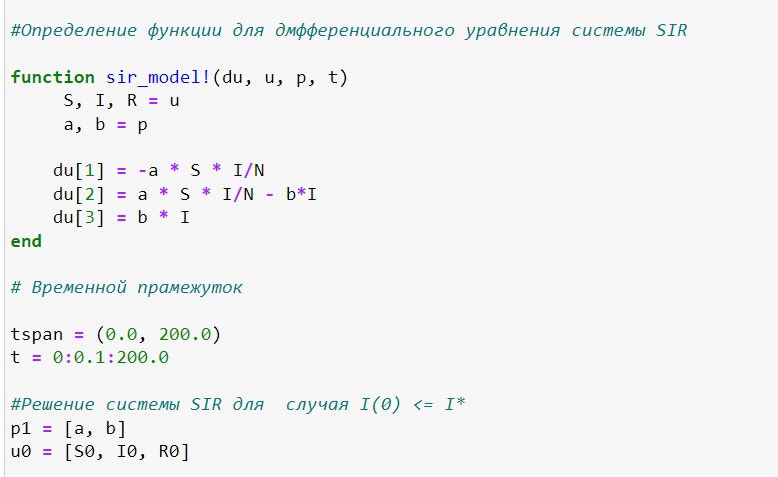 #Определение функции для дмфференциального уравнения системы SIR
function sir_model!(du, u, p, t)
S, I, R = u
a, b = p
du[1] = -a * S * I/N
du[2] = a * S * I/N - b*I
du[3] = b * I
end
# Временной прамежуток
tspan = (0.0, 200.0)
t = 0:0.1:200.0
#Решение системы SIR для  случая I(0) <= I*
p1 = [a, b]
u0 = [S0, I0, R0]